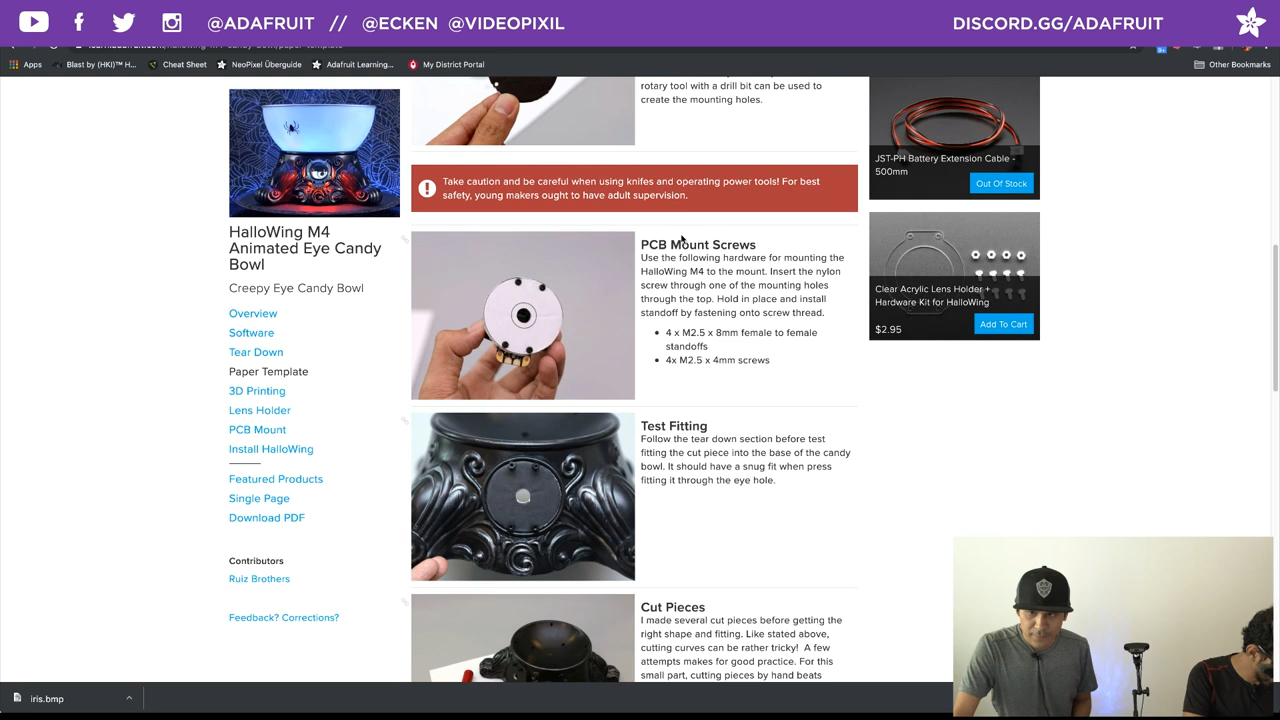 @ADAFRUIT // @ECKEN @VIDEOPIXIL
DISCORD.GG/ADAFRUIT
Apps
Blast by (HKI)™ H...
Cheat Sheet
NeoPixel Überguide
Adafruit Learning...
My District Portal
Other Bookmarks
HalloWing M4
Animated Eye Candy
Bowl
Creepy Eye Candy Bowl
Overview
Software
Tear Down
Paper Template
3D Printing
Lens Holder
PCB Mount
Install HalloWing
Featured Products
Single Page
Download PDF
Contributors
Ruiz Brothers
Feedback? Corrections?
rotary tool with a drill bit can be used to
create the mounting holes.
Take caution and be careful when using knifes and operating power tools! For best
safety, young makers ought to have adult supervision.
PCB Mount Screws
Use the following hardware for mounting the
HalloWing M4 to the mount. Insert the nylon
screw through one of the mounting holes
through the top. Hold in place and install
standoff by fastening onto screw thread.
4 x M2.5 x 8mm female to female
standoffs
4x M2.5 x 4mm screws
Test Fitting
Follow the tear down section before test
fitting the cut piece into the base of the candy
bowl. It should have a snug fit when press
fitting it through the eye hole.
Cut Pieces
I made several cut pieces before getting the
right shape and fitting. Like stated above,
cutting curves can be rather tricky! A few
attempts makes for good practice. For this
small part, cutting pieces by hand beats
JST-PH Battery Extension Cable -
500mm
Out Of Stock
Clear Acrylic Lens Holder +
Hardware Kit for HalloWing
$2.95
Add To Cart
iris.bmp